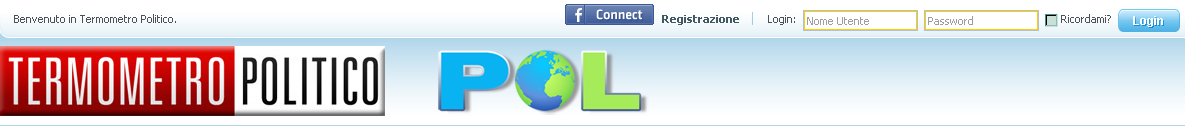 Benvenuto in Termometro Politico.
f Connect Registrazione Login: Nome Utente Password Ricordami? Login
TERMOMETRO POLITICO
POL